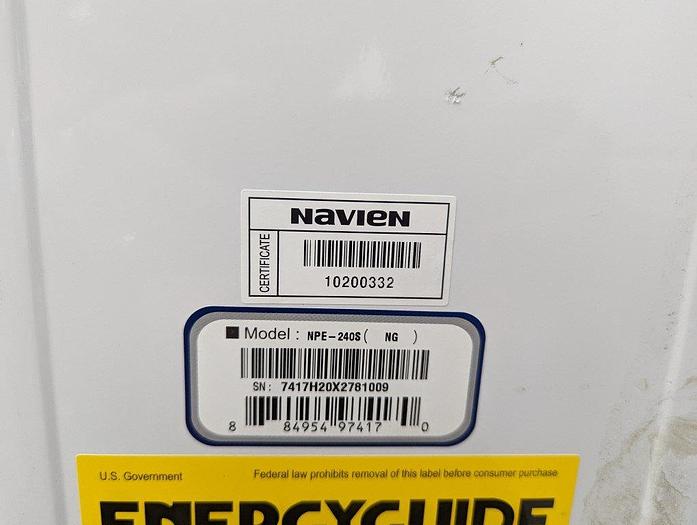 NAVIEN
CERTIFICATE
10200332
Model : NPE-240S( NG )
SN: 7417H20X2781009
8 84954 97417 0
U.S. Government Federal law prohibits removal of this label before consumer purchase
ENERGYGUIDE